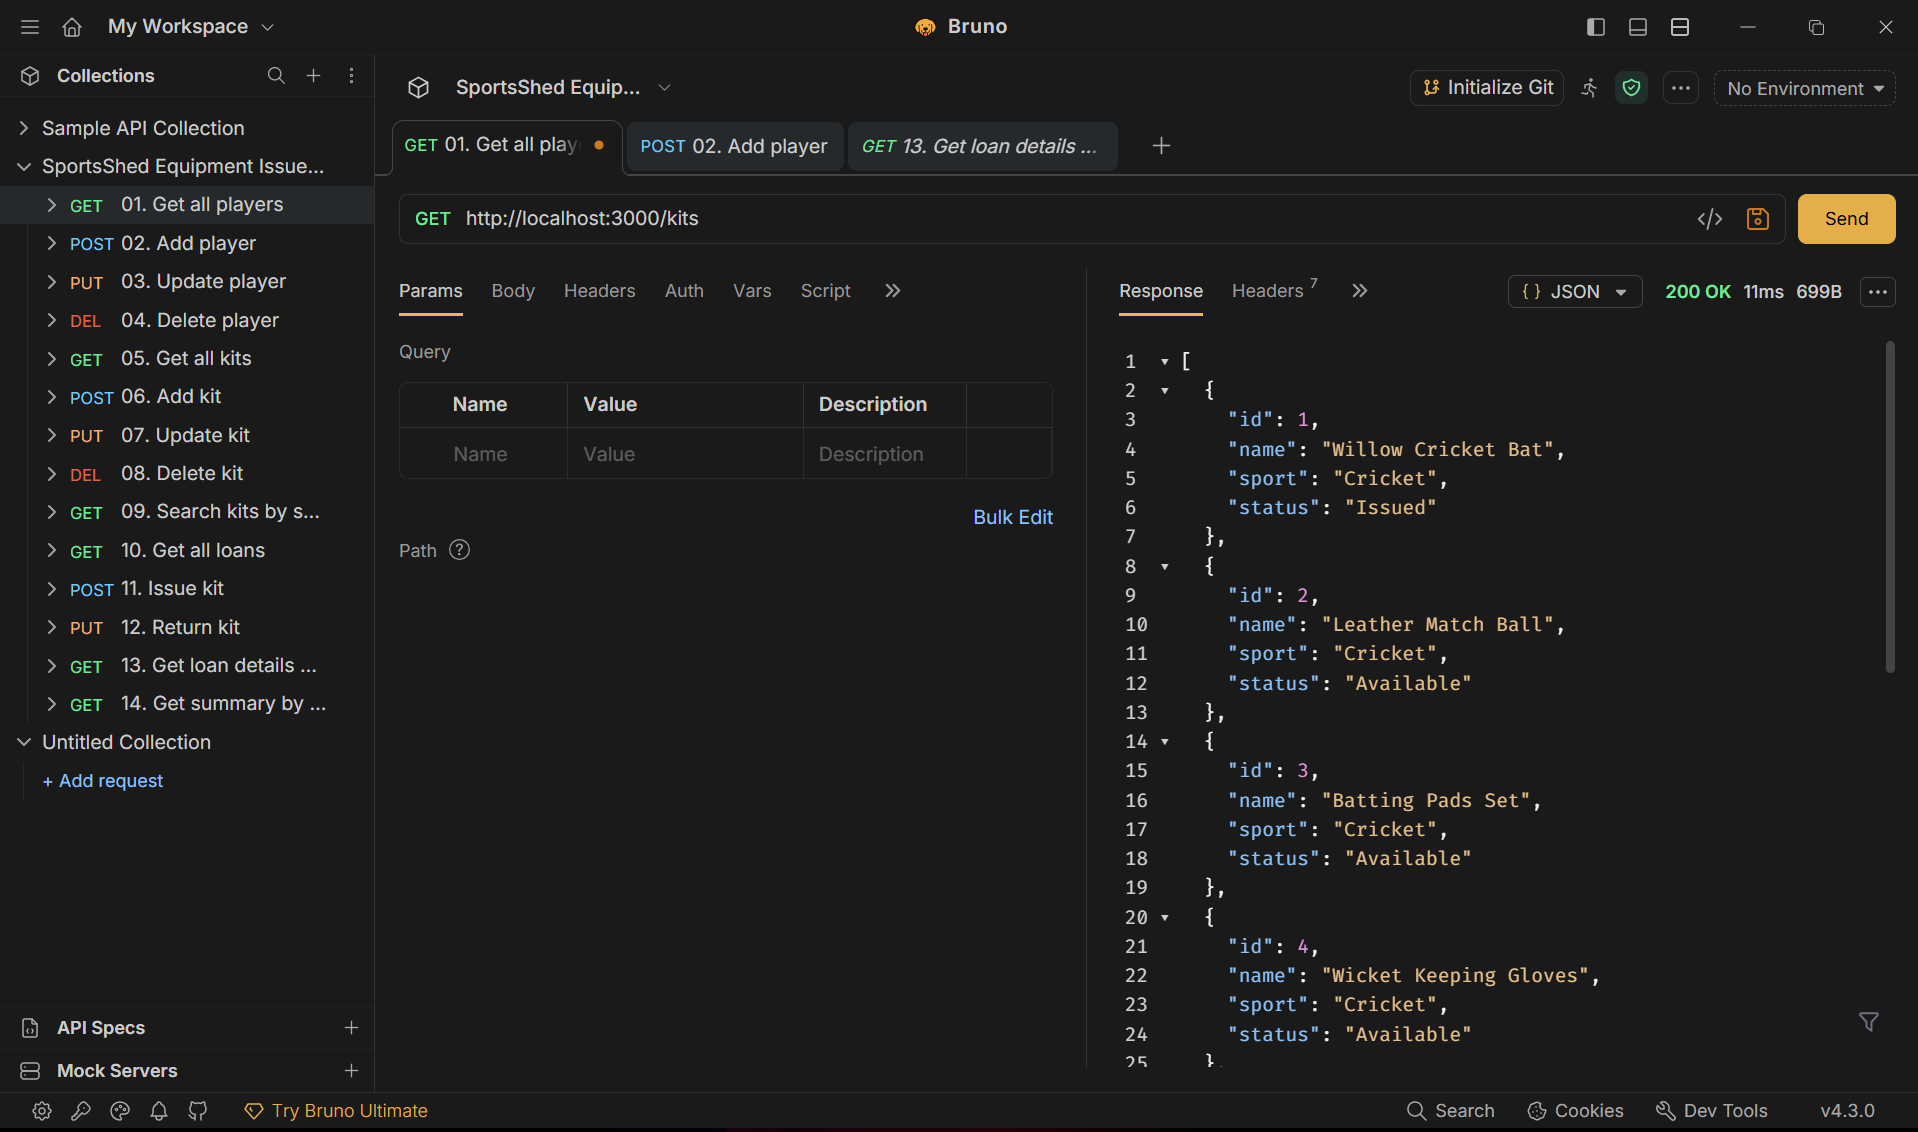 My Workspace
Bruno
Collections
Sample API Collection
SportsShed Equipment Issue...
GET 01. Get all players
POST 02. Add player
PUT 03. Update player
DEL 04. Delete player
GET 05. Get all kits
POST 06. Add kit
PUT 07. Update kit
DEL 08. Delete kit
GET 09. Search kits by s...
GET 10. Get all loans
POST 11. Issue kit
PUT 12. Return kit
GET 13. Get loan details ...
GET 14. Get summary by ...
Untitled Collection
+ Add request
API Specs
Mock Servers
SportsShed Equip...
Initialize Git
No Environment
GET 01. Get all play
POST 02. Add player
GET 13. Get loan details ...
GET http://localhost:3000/kits
Send
Params Body Headers Auth Vars Script
Query
Name Value Description
Name Value Description
Bulk Edit
Path
Response Headers 7
{ } JSON
200 OK 11ms 699B
1 [
2 {
3 "id": 1,
4 "name": "Willow Cricket Bat",
5 "sport": "Cricket",
6 "status": "Issued"
7 },
8 {
9 "id": 2,
10 "name": "Leather Match Ball",
11 "sport": "Cricket",
12 "status": "Available"
13 },
14 {
15 "id": 3,
16 "name": "Batting Pads Set",
17 "sport": "Cricket",
18 "status": "Available"
19 },
20 {
21 "id": 4,
22 "name": "Wicket Keeping Gloves",
23 "sport": "Cricket",
24 "status": "Available"
25 },
Try Bruno Ultimate
Search
Cookies
Dev Tools
v4.3.0